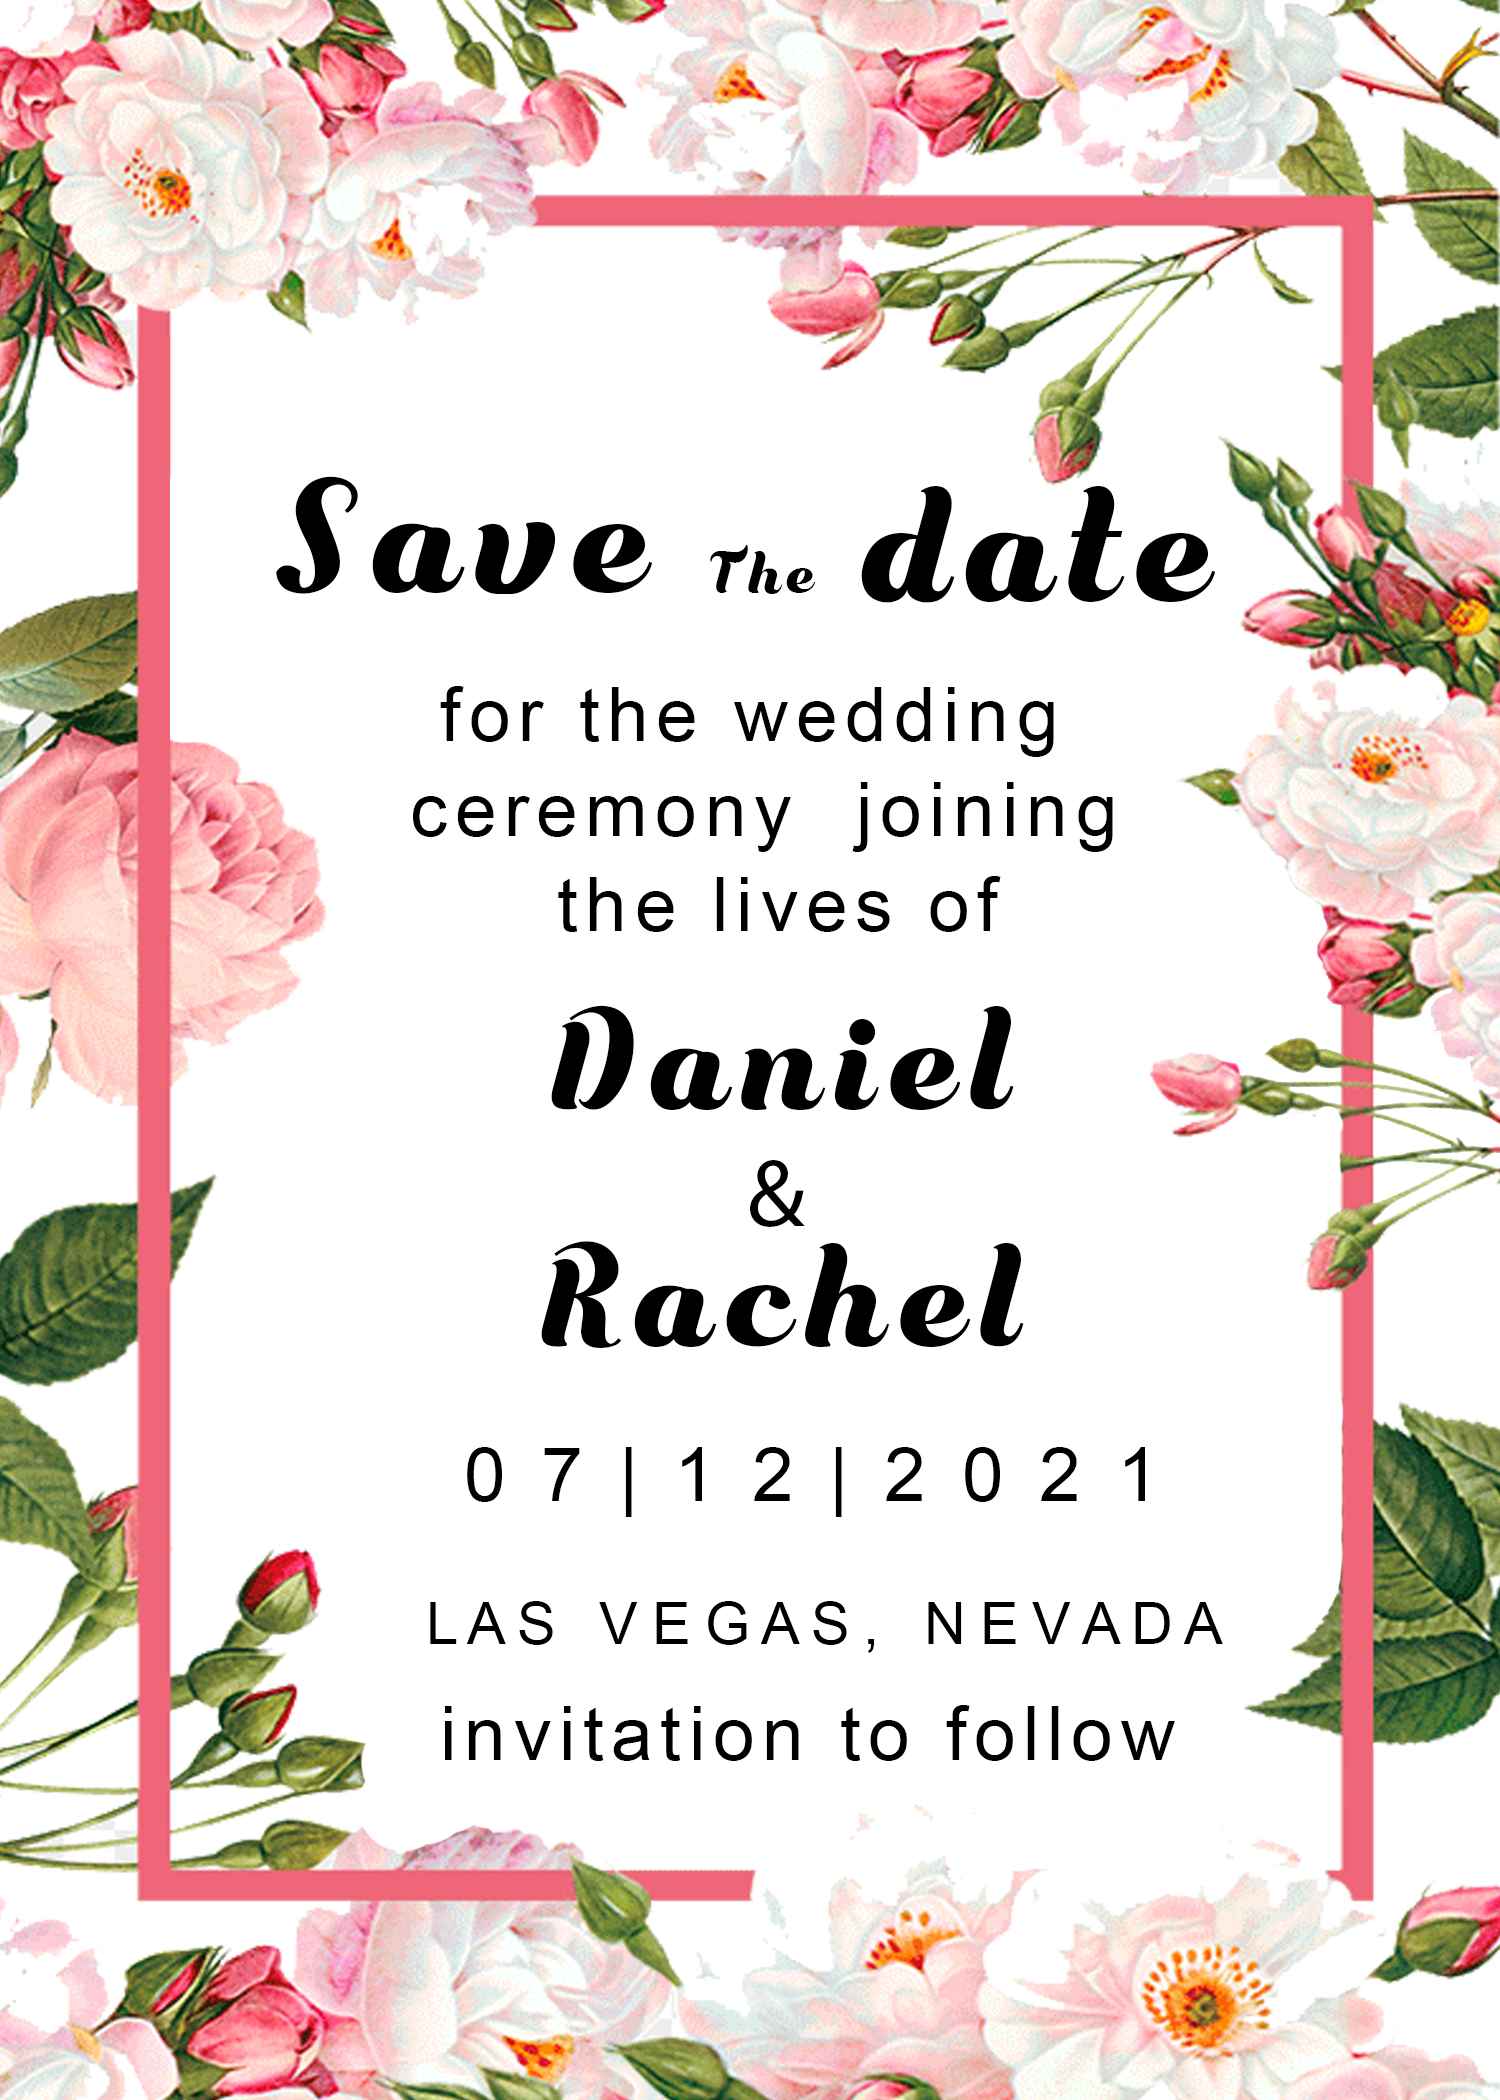 Save The date
for the wedding
ceremony joining
the lives of
Daniel
&
Rachel
07|12|2021
LAS VEGAS, NEVADA
invitation to follow